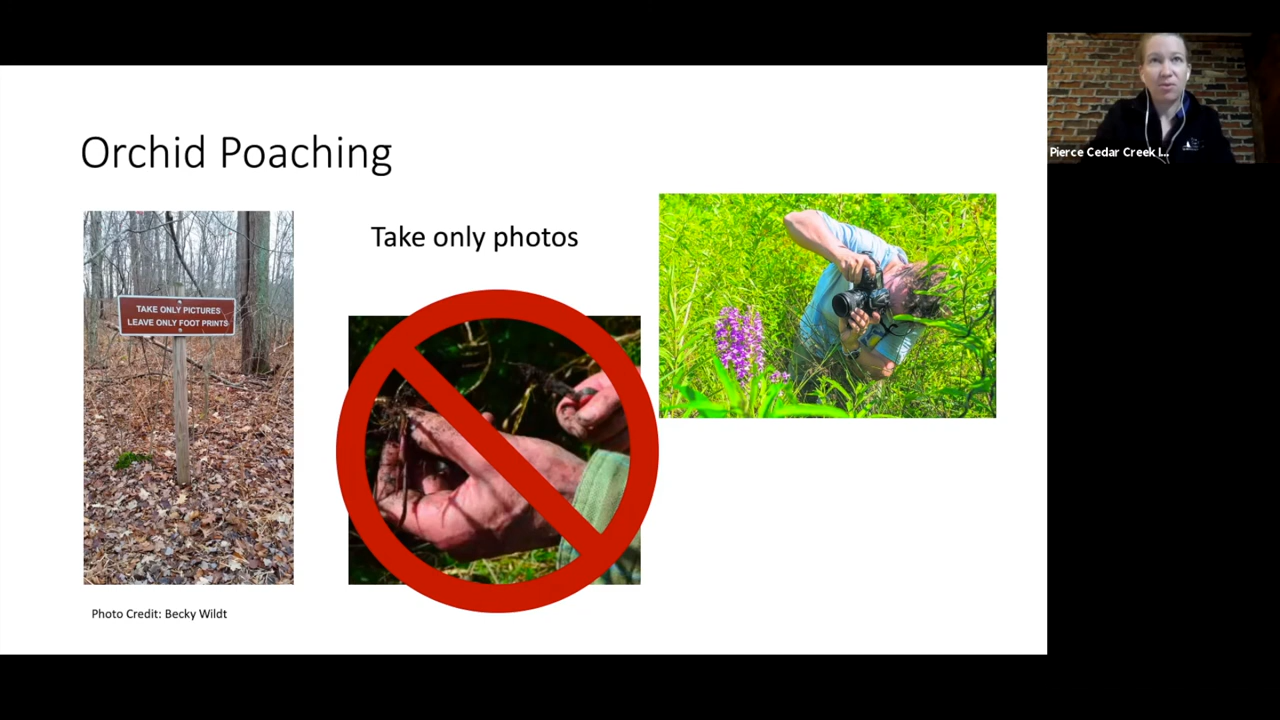 Orchid Poaching
Take only photos
TAKE ONLY PICTURES
LEAVE ONLY FOOT PRINTS
Photo Credit: Becky Wildt
Pierce Cedar Creek I...